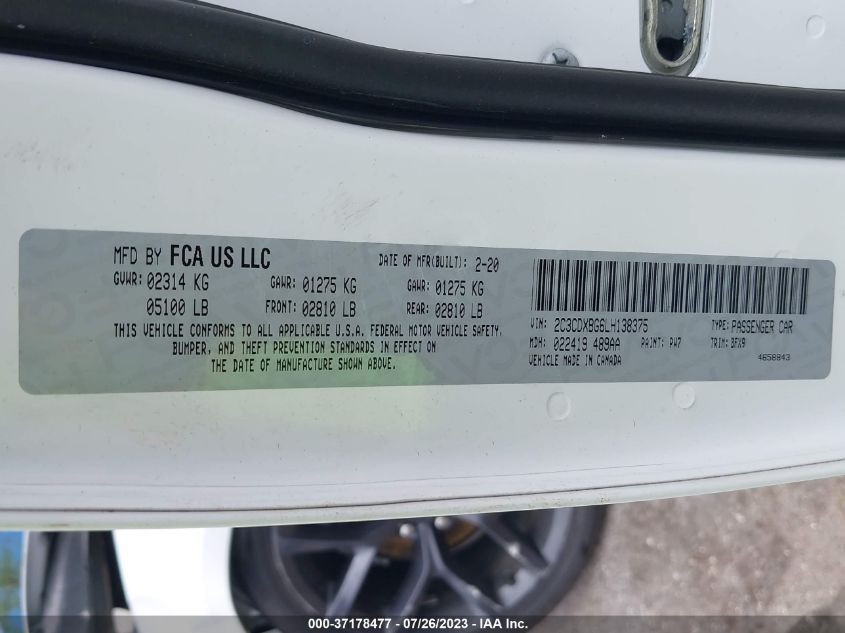 MFD BY FCA US LLC
DATE OF MFR(BUILT): 2-20
GVWR: 02314 KG GAWR: 01275 KG GAWR: 01275 KG
05100 LB FRONT: 02810 LB REAR: 02810 LB
THIS VEHICLE CONFORMS TO ALL APPLICABLE U.S.A. FEDERAL MOTOR VEHICLE SAFETY,
BUMPER, AND THEFT PREVENTION STANDARDS IN EFFECT ON
THE DATE OF MANUFACTURE SHOWN ABOVE.
VIN: 2C3CDXBG6LH138375 TYPE: PASSENGER CAR
MDH: 022419 489AA PAINT: PW7 TRIM: BFX9
VEHICLE MADE IN CANADA 4658843
000-37178477 - 07/26/2023 - IAA Inc.